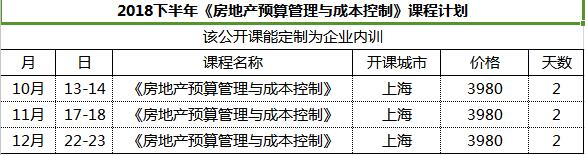 2018下半年《房地产预算管理与成本控制》课程计划
该公开课能定制为企业内训
月 日 课程名称 开课城市 价格 天数
10月 13-14 《房地产预算管理与成本控制》 上海 3980 2
11月 17-18 《房地产预算管理与成本控制》 上海 3980 2
12月 22-23 《房地产预算管理与成本控制》 上海 3980 2